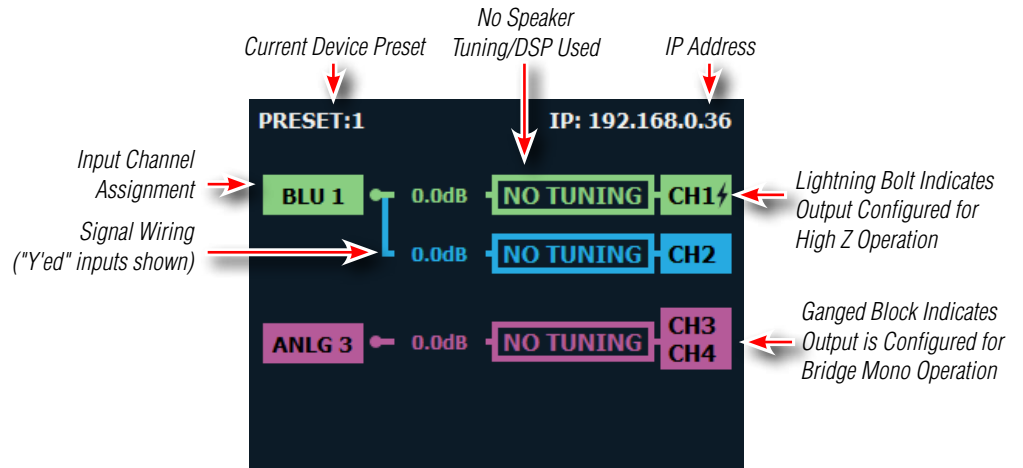 No Speaker
Tuning/DSP Used
Current Device Preset
IP Address
PRESET:1
IP: 192.168.0.36
Input Channel
Assignment
BLU 1
0.0dB
NO TUNING
CH1
Lightning Bolt Indicates
Output Configured for
High Z Operation
Signal Wiring
("Y'ed" inputs shown)
0.0dB
NO TUNING
CH2
ANLG 3
0.0dB
NO TUNING
CH3
CH4
Ganged Block Indicates
Output is Configured for
Bridge Mono Operation